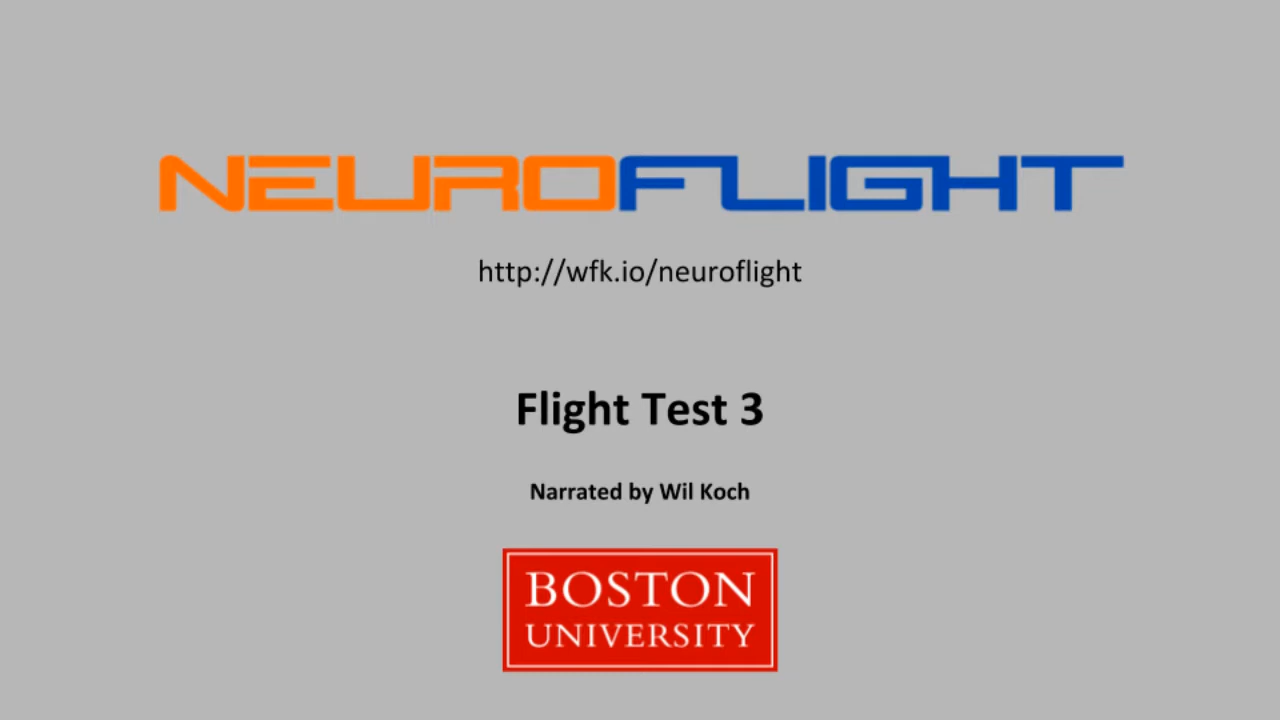 NEUROFLIGHT
http://wfk.io/neuroflight
Flight Test 3
Narrated by Wil Koch
BOSTON
UNIVERSITY